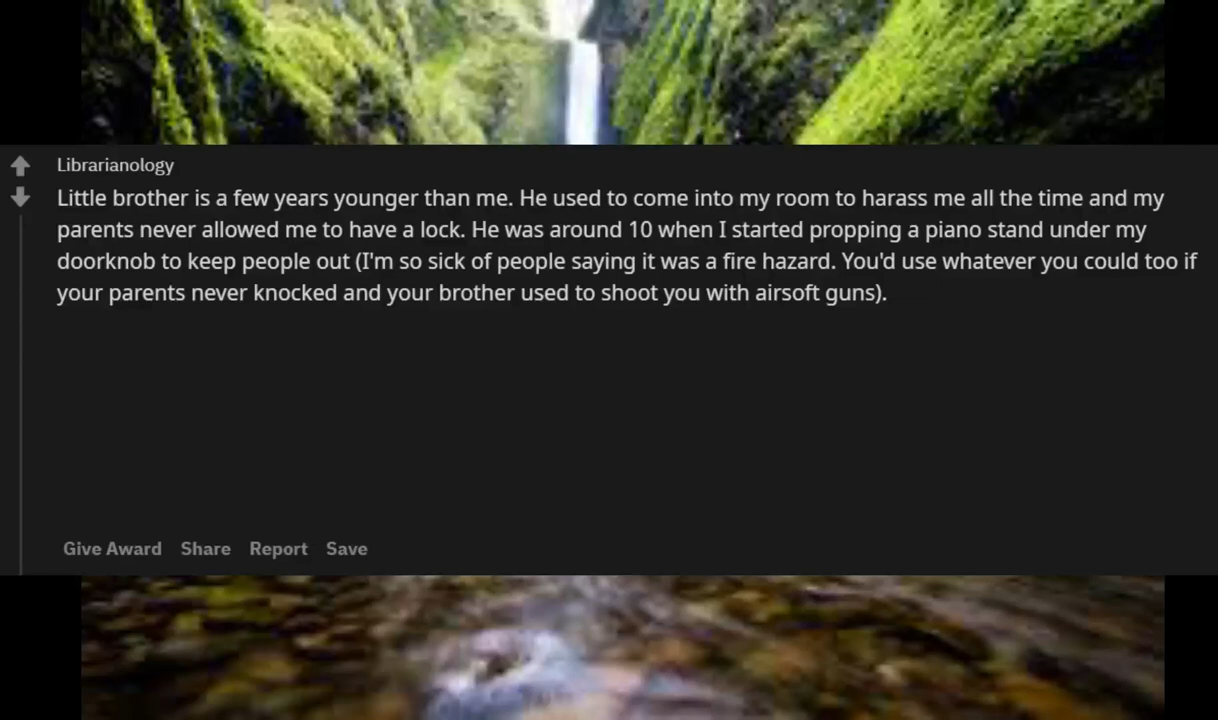 Librarianology
Little brother is a few years younger than me. He used to come into my room to harass me all the time and my
parents never allowed me to have a lock. He was around 10 when I started propping a piano stand under my
doorknob to keep people out (I'm so sick of people saying it was a fire hazard. You'd use whatever you could too if
your parents never knocked and your brother used to shoot you with airsoft guns).
Give Award Share Report Save